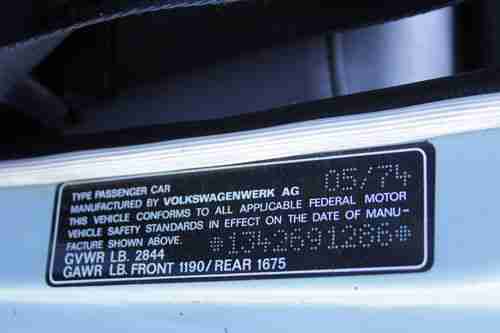 TYPE PASSENGER CAR
MANUFACTURED BY VOLKSWAGENWERK AG 05/74
THIS VEHICLE CONFORMS TO ALL APPLICABLE FEDERAL MOTOR
VEHICLE SAFETY STANDARDS IN EFFECT ON THE DATE OF MANU-
FACTURE SHOWN ABOVE. *1342691286*
GVWR LB. 2844
GAWR LB. FRONT 1190/REAR 1675